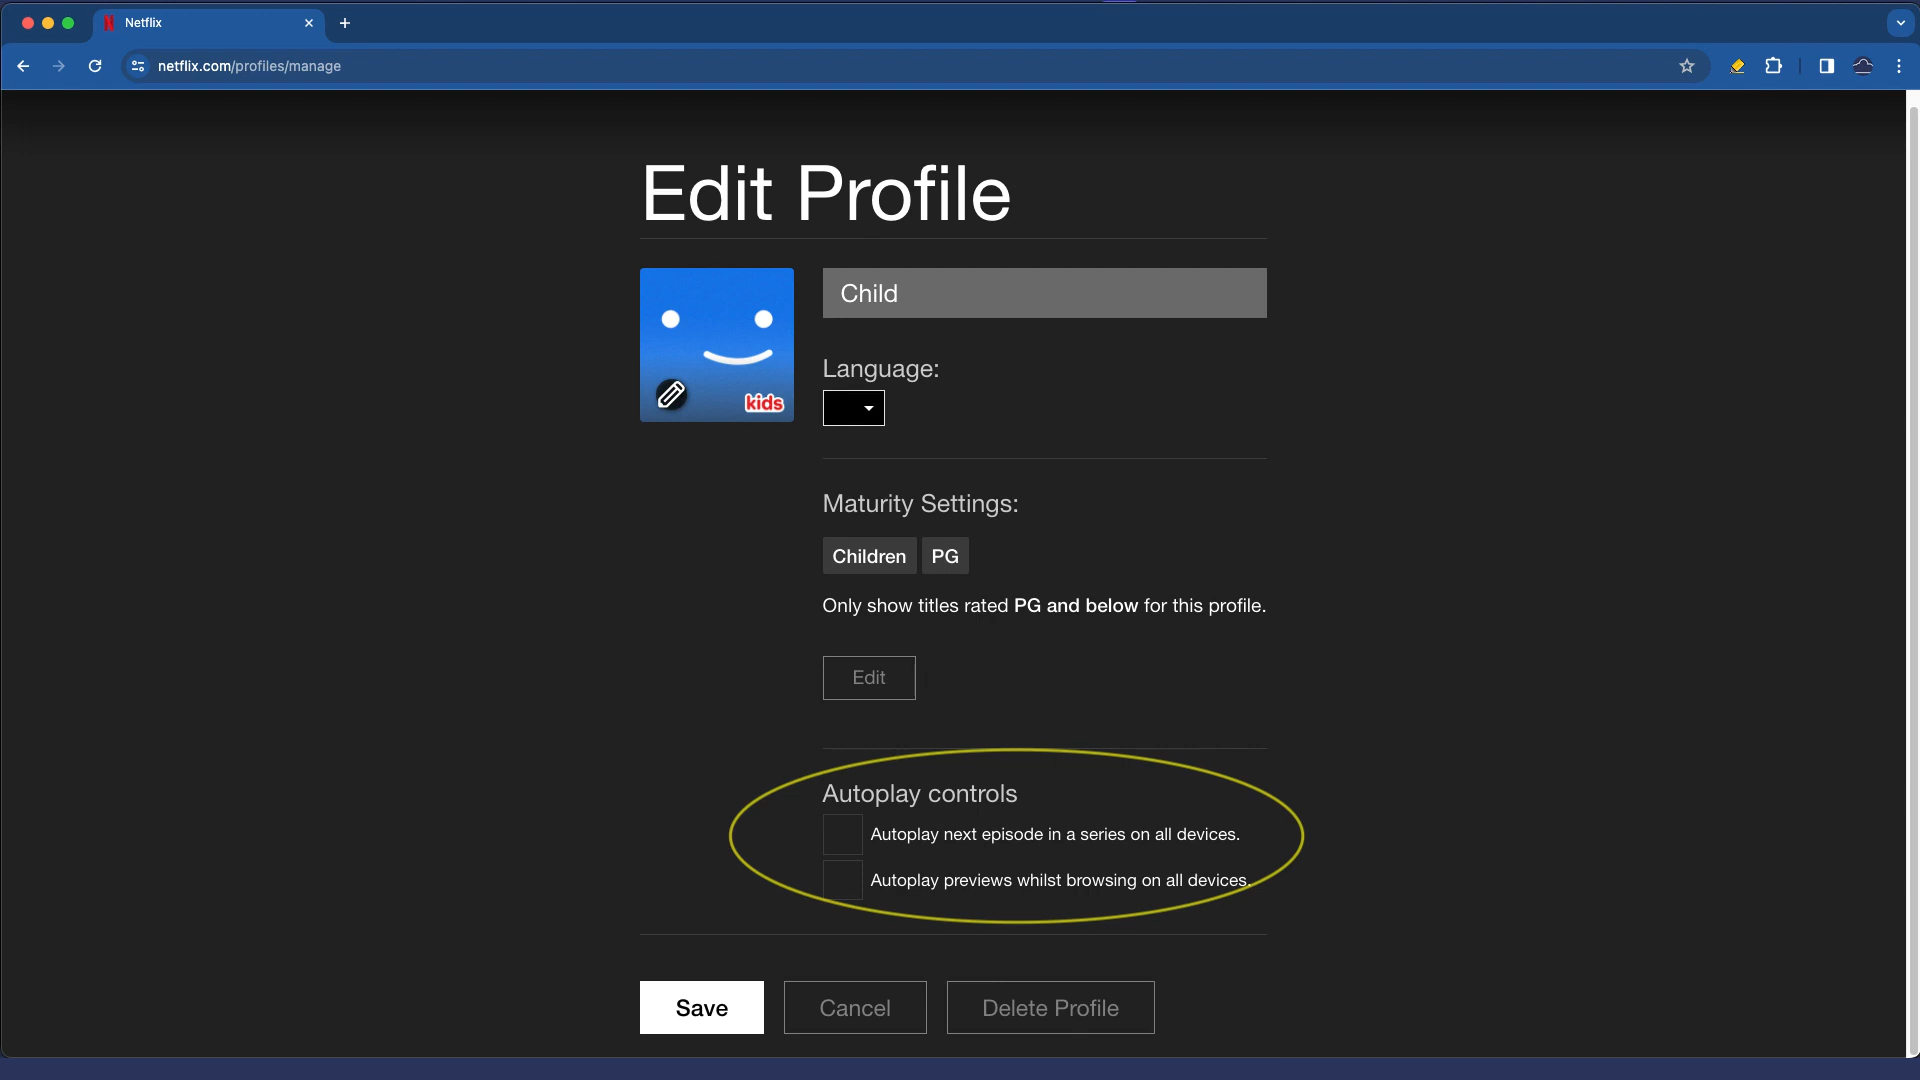 Netflix
netflix.com/profiles/manage
Edit Profile
Child
kids
Language:
Maturity Settings:
Children PG
Only show titles rated PG and below for this profile.
Edit
Autoplay controls
Autoplay next episode in a series on all devices.
Autoplay previews whilst browsing on all devices.
Save Cancel Delete Profile